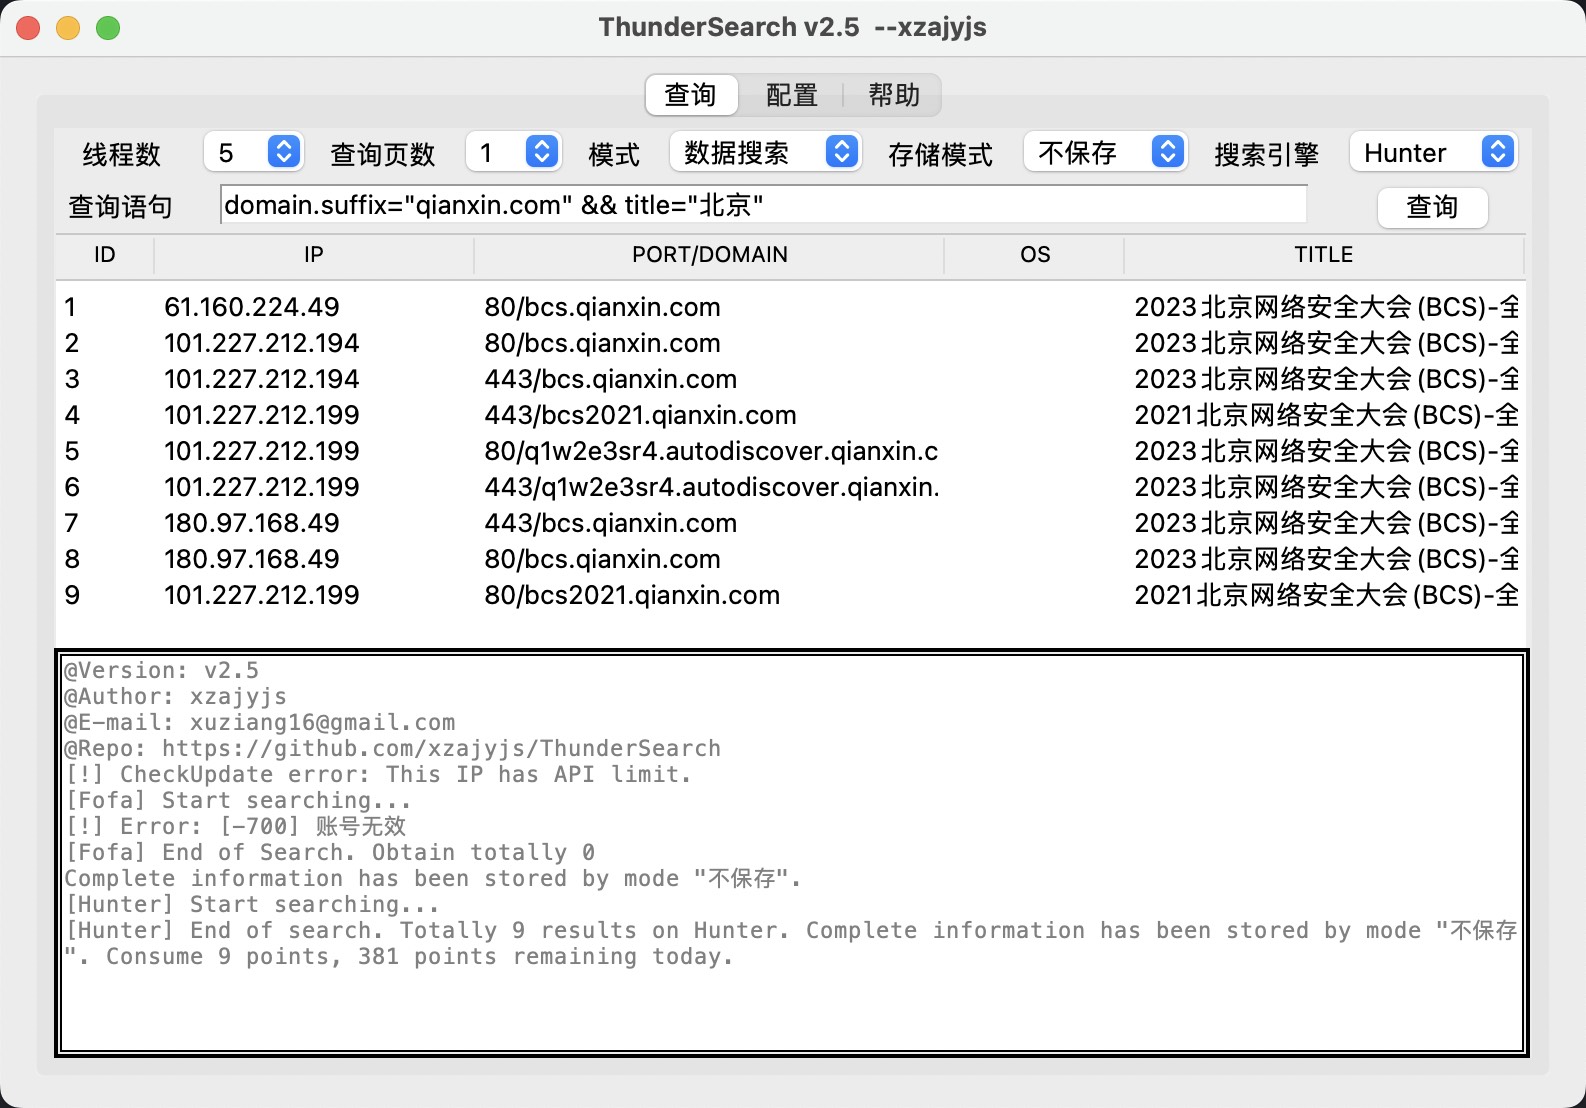 ThunderSearch v2.5  --xzajyjs
查询 配置 帮助
线程数 5 查询页数 1 模式 数据搜索 存储模式 不保存 搜索引擎 Hunter
查询语句 domain.suffix="qianxin.com" && title="北京" 查询
ID IP PORT/DOMAIN OS TITLE
1 61.160.224.49 80/bcs.qianxin.com 2023北京网络安全大会(BCS)-全
2 101.227.212.194 80/bcs.qianxin.com 2023北京网络安全大会(BCS)-全
3 101.227.212.194 443/bcs.qianxin.com 2023北京网络安全大会(BCS)-全
4 101.227.212.199 443/bcs2021.qianxin.com 2021北京网络安全大会(BCS)-全
5 101.227.212.199 80/q1w2e3sr4.autodiscover.qianxin.c 2023北京网络安全大会(BCS)-全
6 101.227.212.199 443/q1w2e3sr4.autodiscover.qianxin. 2023北京网络安全大会(BCS)-全
7 180.97.168.49 443/bcs.qianxin.com 2023北京网络安全大会(BCS)-全
8 180.97.168.49 80/bcs.qianxin.com 2023北京网络安全大会(BCS)-全
9 101.227.212.199 80/bcs2021.qianxin.com 2021北京网络安全大会(BCS)-全
@Version: v2.5
@Author: xzajyjs
@E-mail: xuziang16@gmail.com
@Repo: https://github.com/xzajyjs/ThunderSearch
[!] CheckUpdate error: This IP has API limit.
[Fofa] Start searching...
[!] Error: [-700] 账号无效
[Fofa] End of Search. Obtain totally 0
Complete information has been stored by mode "不保存".
[Hunter] Start searching...
[Hunter] End of search. Totally 9 results on Hunter. Complete information has been stored by mode "不保存
". Consume 9 points, 381 points remaining today.